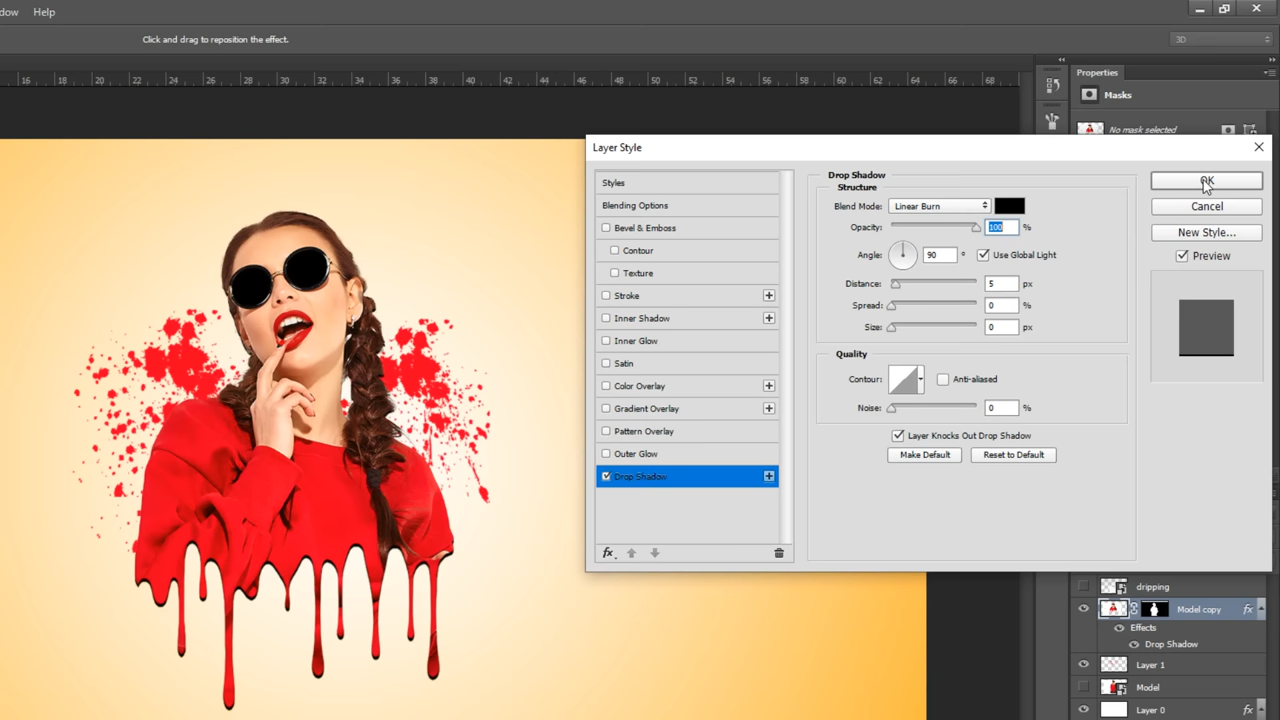 dow Help
Click and drag to reposition the effect.
3D
16 18 20 22 24 26 28 30 32 34 36 38 40 42 44 46 48 50 52 54 56 58 60 62 64 66 68
Properties
Masks
No mask selected
Layer Style
Styles
Blending Options
Bevel & Emboss
Contour
Texture
Stroke
Inner Shadow
Inner Glow
Satin
Color Overlay
Gradient Overlay
Pattern Overlay
Outer Glow
Drop Shadow
fx
Drop Shadow
Structure
Blend Mode: Linear Burn
Opacity: 100 %
Angle: 90 ° Use Global Light
Distance: 5 px
Spread: 0 %
Size: 0 px
Quality
Contour: Anti-aliased
Noise: 0 %
Layer Knocks Out Drop Shadow
Make Default Reset to Default
OK
Cancel
New Style...
Preview
dripping
Model copy fx
Effects
Drop Shadow
Layer 1
Model
Layer 0 fx